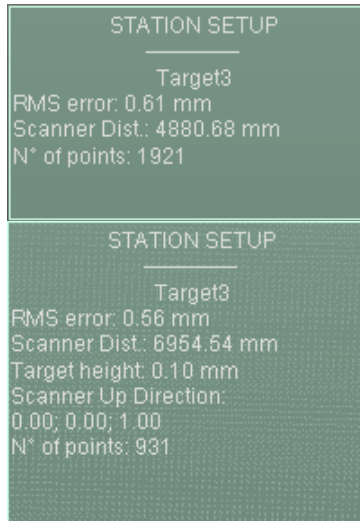 STATION SETUP
Target3
RMS error: 0.61 mm
Scanner Dist.: 4880.68 mm
N° of points: 1921
STATION SETUP
Target3
RMS error: 0.56 mm
Scanner Dist.: 6954.54 mm
Target height: 0.10 mm
Scanner Up Direction:
0.00; 0.00; 1.00
N° of points: 931